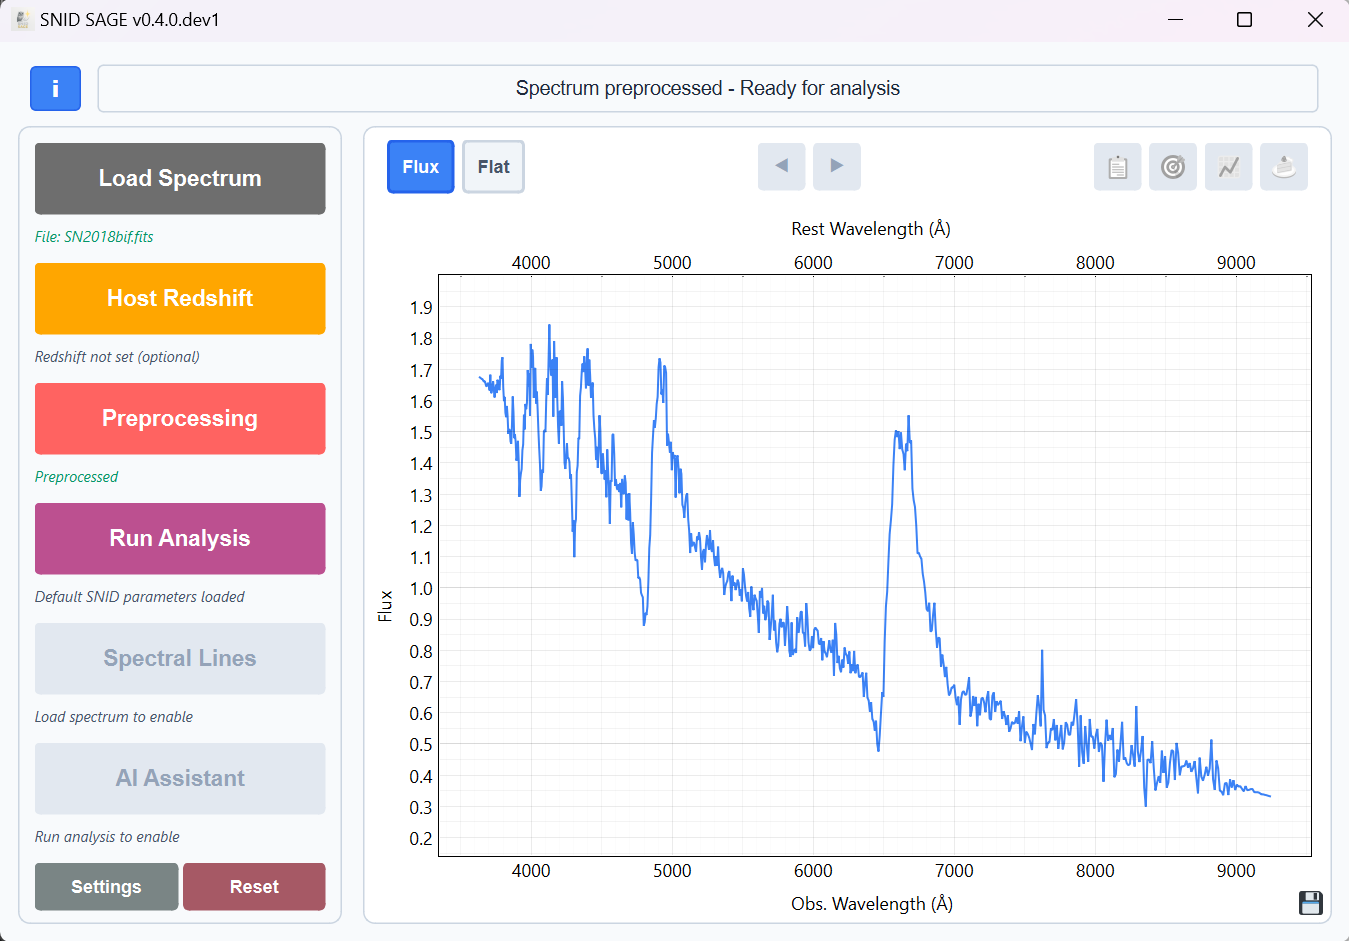 SNID SAGE v0.4.0.dev1
i
Spectrum preprocessed - Ready for analysis
Load Spectrum
File: SN2018bif.fits
Host Redshift
Redshift not set (optional)
Preprocessing
Preprocessed
Run Analysis
Default SNID parameters loaded
Spectral Lines
Load spectrum to enable
AI Assistant
Run analysis to enable
Settings Reset
Flux Flat
Rest Wavelength (Å)
4000 5000 6000 7000 8000 9000
1.9
1.8
1.7
1.6
1.5
1.4
1.3
1.2
1.1
1.0
0.9
0.8
0.7
0.6
0.5
0.4
0.3
0.2
Flux
4000 5000 6000 7000 8000 9000
Obs. Wavelength (Å)